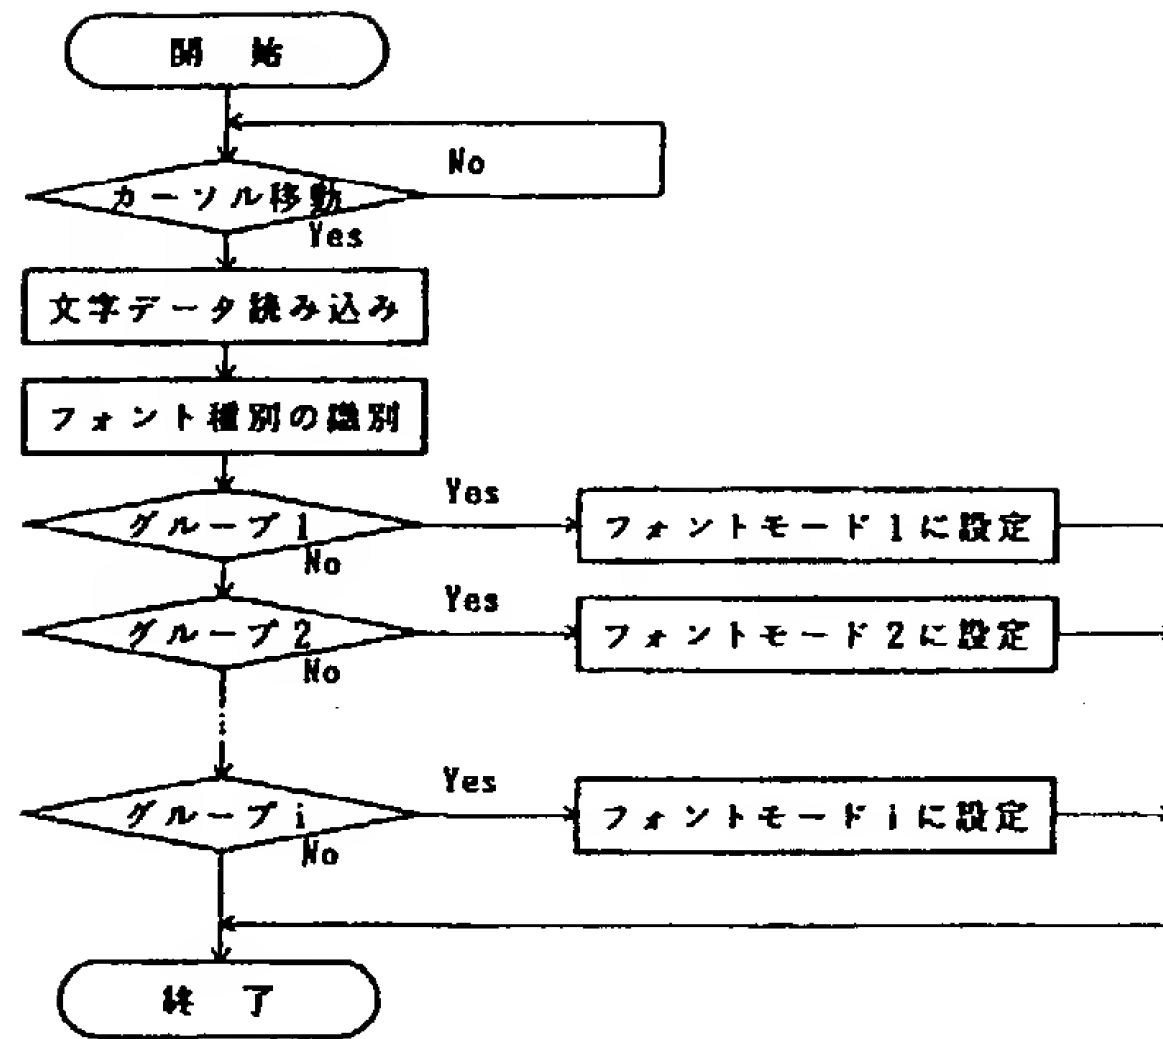 開 始
No
カーソル移動
Yes
文字データ読み込み
フォント種別の識別
グループ1
Yes
フォントモード1に設定
No
グループ2
Yes
フォントモード2に設定
No
グループi
Yes
フォントモードiに設定
No
終 了